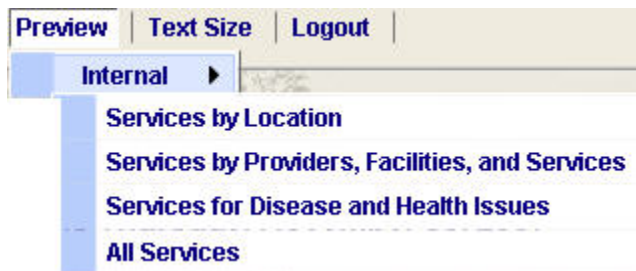 Preview | Text Size | Logout |
Internal
Services by Location
Services by Providers, Facilities, and Services
Services for Disease and Health Issues
All Services